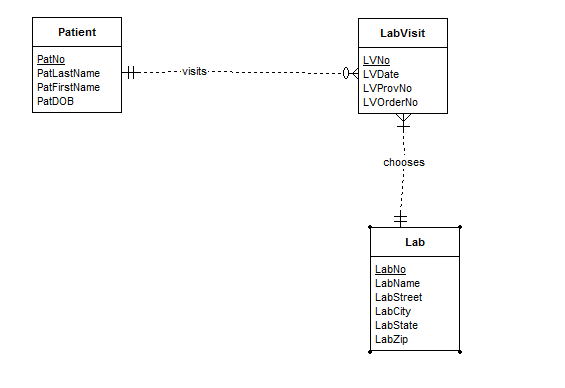 Patient
PatNo
PatLastName
PatFirstName
PatDOB
visits
LabVisit
LVNo
LVDate
LVProvNo
LVOrderNo
chooses
Lab
LabNo
LabName
LabStreet
LabCity
LabState
LabZip